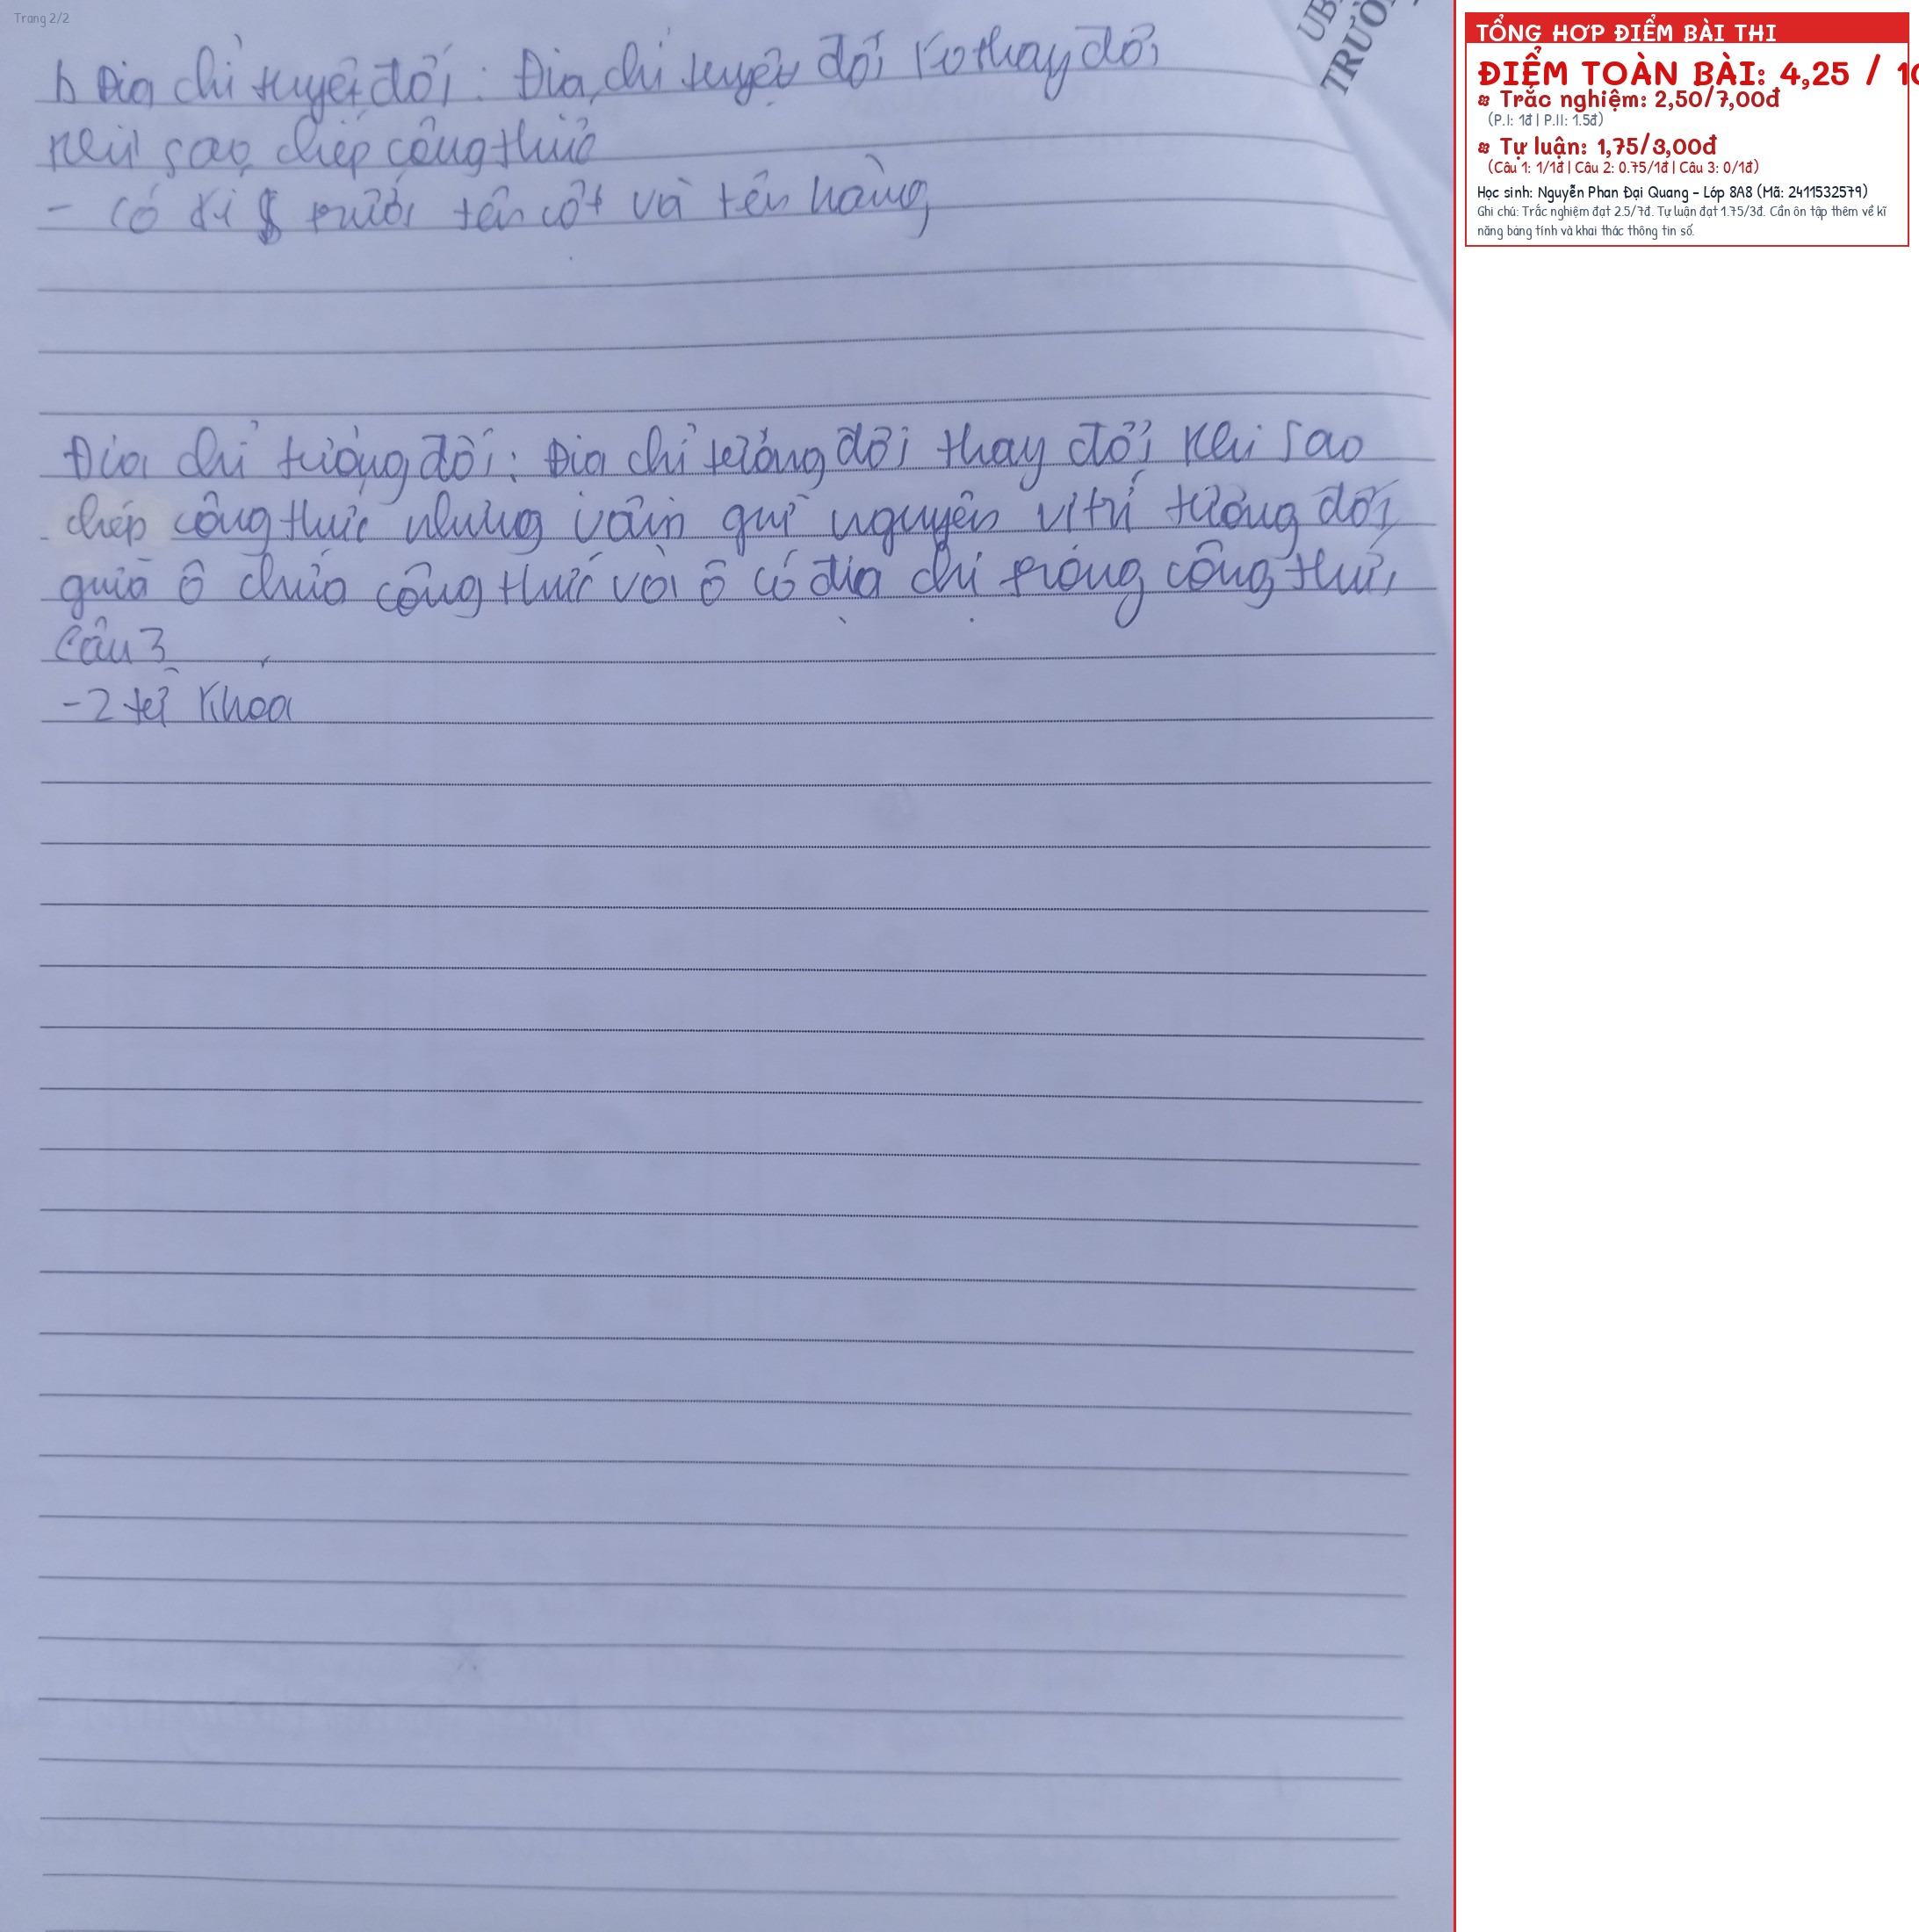 Trang 2/2
UB
TRƯỜ
b Địa chỉ tuyệt đối : Địa chỉ tuyệt đối Ko thay đổi
khi sao chép công thức
- có kí $ trước tên cột và tên hàng
Địa chỉ tương đối : Địa chỉ tương đối thay đổi khi sao
chép công thức nhưng vẫn giữ nguyên vị trí tương đối
giữa ô chứa công thức và ô có địa chỉ trong công thức
Câu 3
- 2 từ khóa
TỔNG HỢP ĐIỂM BÀI THI
ĐIỂM TOÀN BÀI: 4,25 / 10
Trắc nghiệm: 2,50/7,00đ
(P.I: 1đ | P.II: 1.5đ)
Tự luận: 1,75/3,00đ
(Câu 1: 1/1đ | Câu 2: 0.75/1đ | Câu 3: 0/1đ)
Học sinh: Nguyễn Phan Đại Quang - Lớp 8A8 (Mã: 2411532579)
Ghi chú: Trắc nghiệm đạt 2.5/7đ. Tự luận đạt 1.75/3đ. Cần ôn tập thêm về kĩ
năng bảng tính và khai thác thông tin số.